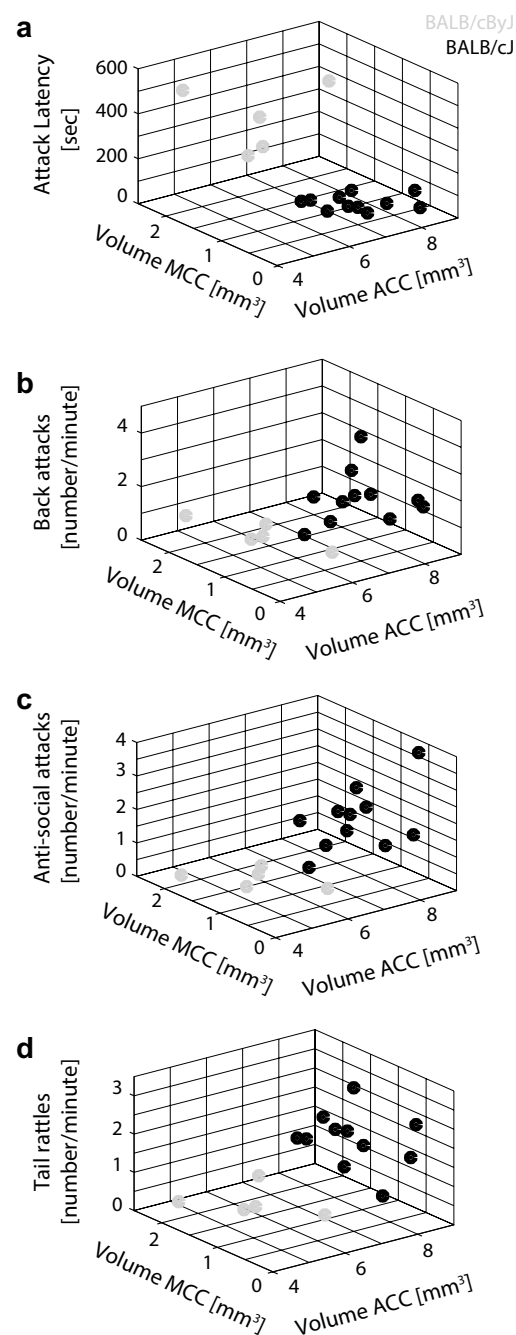 a
BALB/cByJ
BALB/cJ
Attack Latency
[sec]
600
400
200
0
2
1
0
4
6
8
Volume MCC [mm³]
Volume ACC [mm³]
b
Back attacks
[number/minute]
4
2
0
2
1
0
4
6
8
Volume MCC [mm³]
Volume ACC [mm³]
c
Anti-social attacks
[number/minute]
4
3
2
1
0
2
1
0
4
6
8
Volume MCC [mm³]
Volume ACC [mm³]
d
Tail rattles
[number/minute]
3
2
1
0
2
1
0
4
6
8
Volume MCC [mm³]
Volume ACC [mm³]